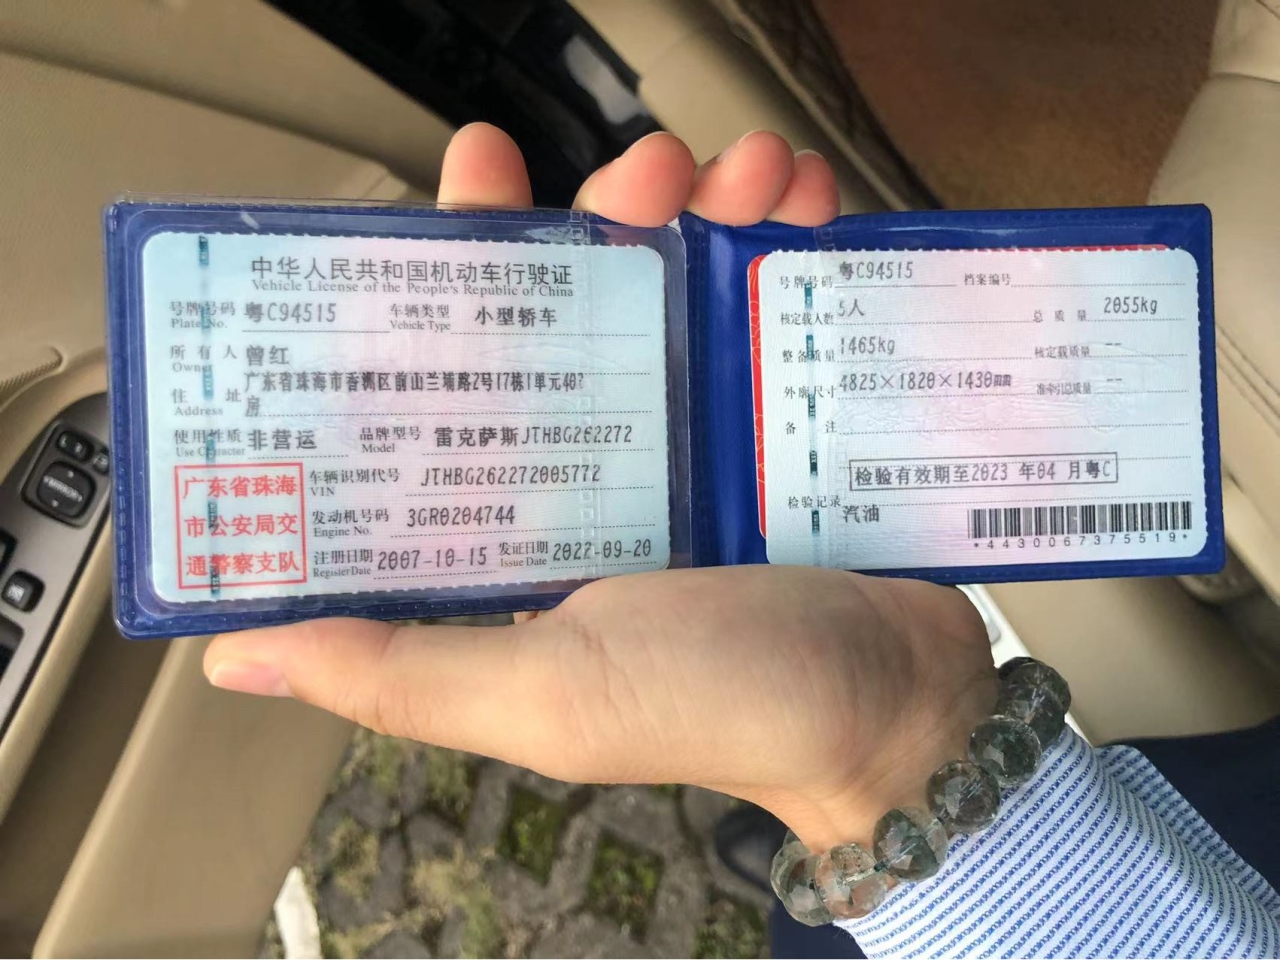 中华人民共和国机动车行驶证
Vehicle License of the People's Republic of China
号牌号码 粤C94515 车辆类型 小型轿车
Plate No. Vehicle Type
所有人 曾红
Owner
住址 广东省珠海市香洲区前山兰埔路2号17栋1单元402
Address 房
使用性质 非营运 品牌型号 雷克萨斯JTHBG262272
Use Character Model
广东省珠海
市公安局交
通警察支队
车辆识别代号 JTHBG262272005772
VIN
发动机号码 3GR0204744
Engine No.
注册日期 2007-10-15 发证日期 2022-09-20
Register Date Issue Date
号牌号码 粤C94515 档案编号
核定载人数 5人 总质量 2055kg
整备质量 1465kg 核定载质量 --
外廓尺寸 4825×1820×1430mm 准牵引总质量 --
备注
检验有效期至2023 年04 月粤C
检验记录 汽油
*4430067375519*